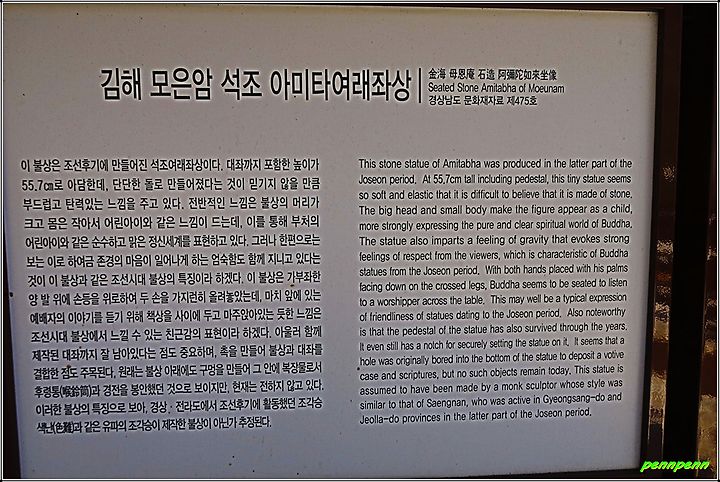 김해 모은암 석조 아미타여래좌상
金海 母恩庵 石造 阿彌陀如來坐像
Seated Stone Amitabha of Moeunam
경상남도 문화재자료 제475호
이 불상은 조선후기에 만들어진 석조여래좌상이다. 대좌까지 포함한 높이가
55.7㎝로 아담한데, 단단한 돌로 만들어졌다는 것이 믿기지 않을 만큼
부드럽고 탄력있는 느낌을 주고 있다. 전반적인 느낌은 불상의 머리가
크고 몸은 작아서 어린아이와 같은 느낌이 드는데, 이를 통해 부처의
어린아이와 같은 순수하고 맑은 정신세계를 표현하고 있다. 그러나 한편으로는
보는 이로 하여금 존경의 마음이 일어나게 하는 엄숙함도 함께 지니고 있다는
것이 이 불상과 같은 조선시대 불상의 특징이라 하겠다. 이 불상은 가부좌한
양 발 위에 손등을 위로하여 두 손을 가지런히 올려놓았는데, 마치 앞에 있는
예배자의 이야기를 듣기 위해 책상을 사이에 두고 마주앉아있는 듯한 느낌은
조선시대 불상에서 느낄 수 있는 친근감의 표현이라 하겠다. 아울러 함께
제작된 대좌까지 잘 남아있다는 점도 중요하며, 촉을 만들어 불상과 대좌를
결합한 점도 주목된다. 원래는 불상 아래에도 구멍을 만들어 그 안에 복장물로서
후령통(喉鈴筒)과 경전을 봉안했던 것으로 보이지만, 현재는 전하지 않고 있다.
이러한 불상의 특징으로 보아, 경상, 전라도에서 조선후기에 활동했던 조각승
색난(色難)과 같은 유파의 조각승이 제작한 불상이 아닌가 추정된다.
This stone statue of Amitabha was produced in the latter part of the
Joseon period. At 55.7cm tall including pedestal, this tiny statue seems
so soft and elastic that it is difficult to believe that it is made of stone.
The big head and small body make the figure appear as a child,
more strongly expressing the pure and clear spiritual world of Buddha.
The statue also imparts a feeling of gravity that evokes strong
feelings of respect from the viewers, which is characteristic of Buddha
statues from the Joseon period. With both hands placed with his palms
facing down on the crossed legs, Buddha seems to be seated to listen
to a worshipper across the table. This may well be a typical expression
of friendliness of statues dating to the Joseon period. Also noteworthy
is that the pedestal of the statue has also survived through the years.
It even still has a notch for securely setting the statue on it. It seems that a
hole was originally bored into the bottom of the statue to deposit a votive
case and scriptures, but no such objects remain today. This statue is
assumed to have been made by a monk sculptor whose style was
similar to that of Saengnan, who was active in Gyeongsang-do and
Jeolla-do provinces in the latter part of the Joseon period.
pennpenn